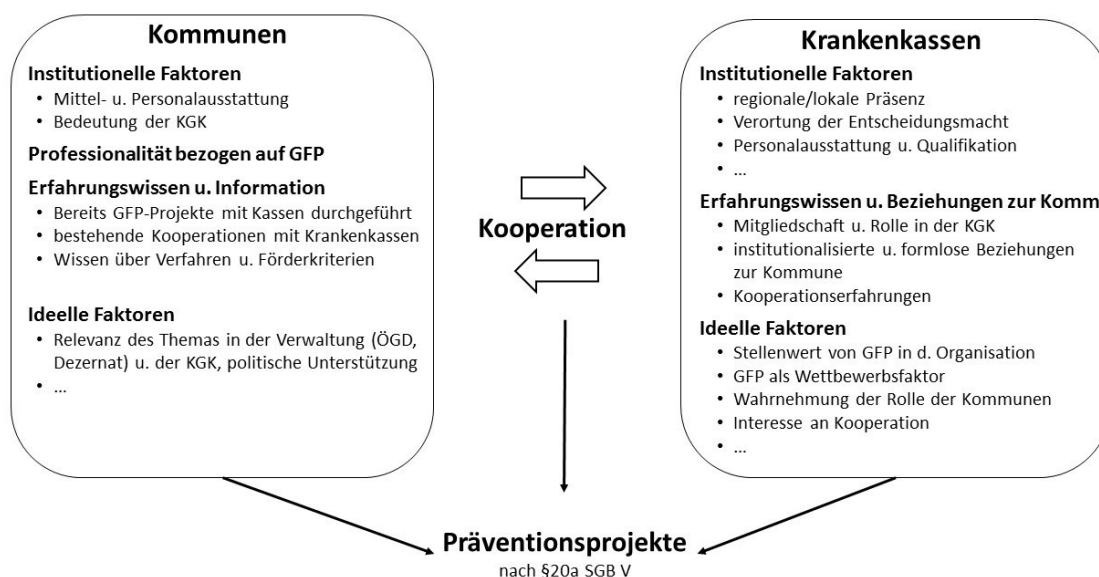 Kommunen
Institutionelle Faktoren
• Mittel- u. Personalausstattung
• Bedeutung der KGK
Professionalität bezogen auf GFP
Erfahrungswissen u. Information
• Bereits GFP-Projekte mit Kassen durchgeführt
• bestehende Kooperationen mit Krankenkassen
• Wissen über Verfahren u. Förderkriterien
Ideelle Faktoren
• Relevanz des Themas in der Verwaltung (ÖGD,
Dezernat) u. der KGK, politische Unterstützung
• ...
Kooperation
Krankenkassen
Institutionelle Faktoren
• regionale/lokale Präsenz
• Verortung der Entscheidungsmacht
• Personalausstattung u. Qualifikation
• ...
Erfahrungswissen u. Beziehungen zur Komm
• Mitgliedschaft u. Rolle in der KGK
• institutionalisierte u. formlose Beziehungen
zur Kommune
• Kooperationserfahrungen
Ideelle Faktoren
• Stellenwert von GFP in d. Organisation
• GFP als Wettbewerbsfaktor
• Wahrnehmung der Rolle der Kommunen
• Interesse an Kooperation
• ...
Präventionsprojekte
nach §20a SGB V